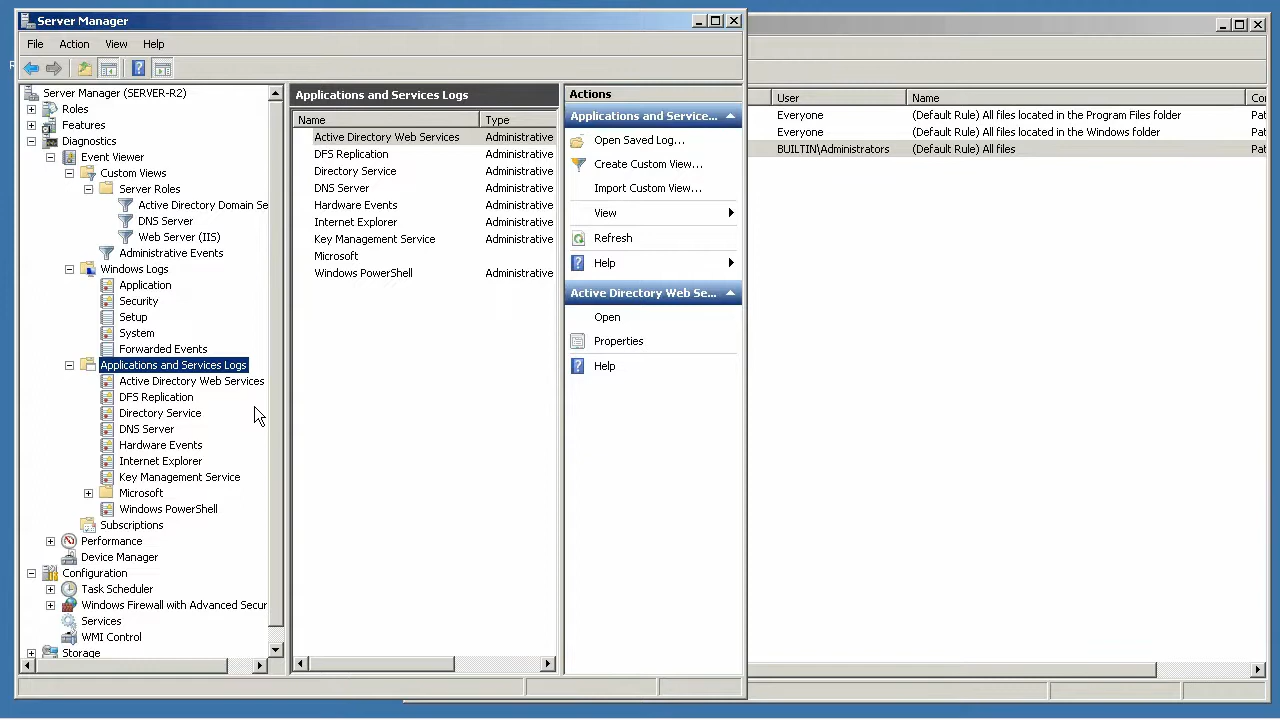 Server Manager
File Action View Help
Server Manager (SERVER-R2)
Roles
Features
Diagnostics
Event Viewer
Custom Views
Server Roles
Active Directory Domain Se
DNS Server
Web Server (IIS)
Administrative Events
Windows Logs
Application
Security
Setup
System
Forwarded Events
Applications and Services Logs
Active Directory Web Services
DFS Replication
Directory Service
DNS Server
Hardware Events
Internet Explorer
Key Management Service
Microsoft
Windows PowerShell
Subscriptions
Performance
Device Manager
Configuration
Task Scheduler
Windows Firewall with Advanced Secur
Services
WMI Control
Storage
Applications and Services Logs
Name Type
Active Directory Web Services Administrative
DFS Replication Administrative
Directory Service Administrative
DNS Server Administrative
Hardware Events Administrative
Internet Explorer Administrative
Key Management Service Administrative
Microsoft
Windows PowerShell Administrative
Actions
Applications and Service...
Open Saved Log...
Create Custom View...
Import Custom View...
View
Refresh
Help
Active Directory Web Se...
Open
Properties
Help
User Name Co
Everyone (Default Rule) All files located in the Program Files folder Pat
Everyone (Default Rule) All files located in the Windows folder Pat
BUILTIN\Administrators (Default Rule) All files Pat